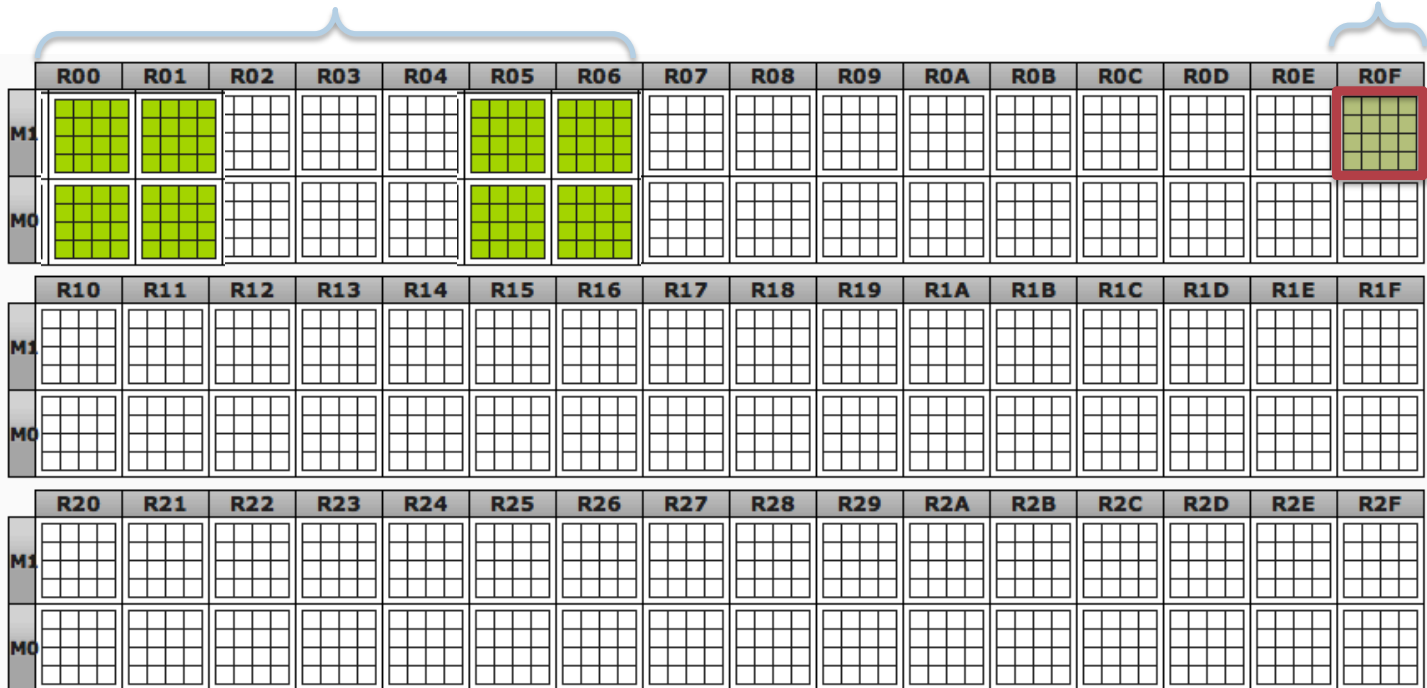 R00 R01 R02 R03 R04 R05 R06 R07 R08 R09 R0A R0B R0C R0D R0E R0F
M1
M0
R10 R11 R12 R13 R14 R15 R16 R17 R18 R19 R1A R1B R1C R1D R1E R1F
M1
M0
R20 R21 R22 R23 R24 R25 R26 R27 R28 R29 R2A R2B R2C R2D R2E R2F
M1
M0